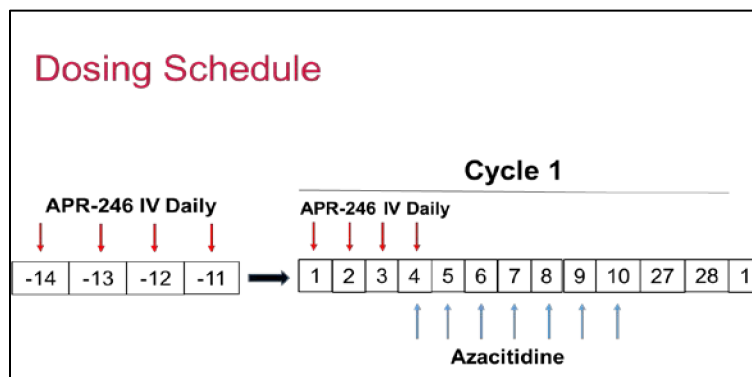 Dosing Schedule
Cycle 1
APR-246 IV Daily
APR-246 IV Daily
-14 -13 -12 -11 1 2 3 4 5 6 7 8 9 10 27 28 1
Azacitidine